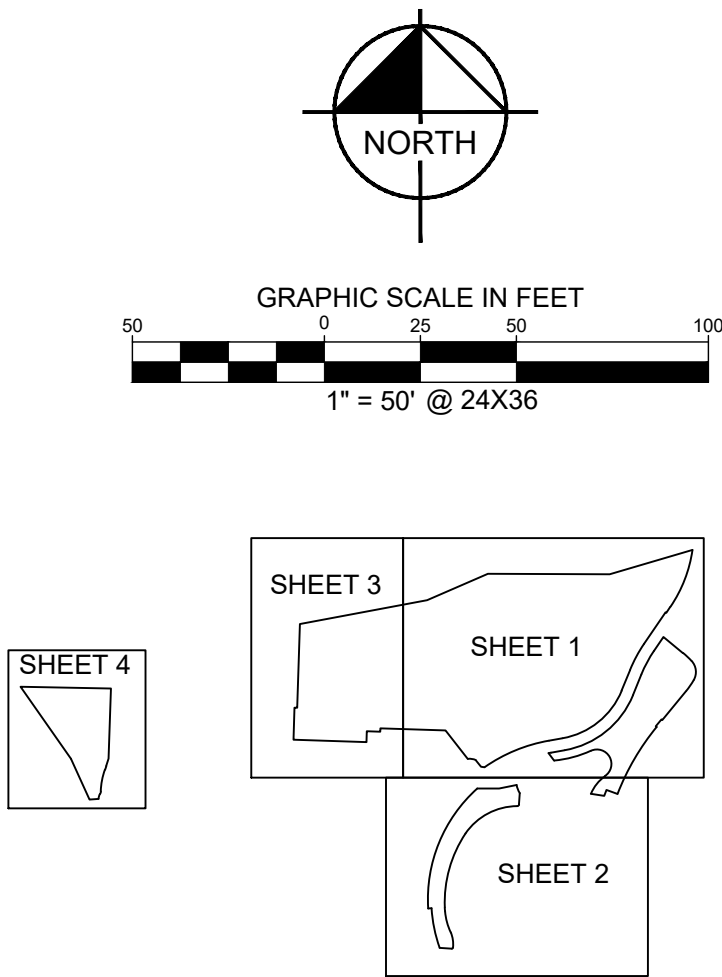 NORTH
GRAPHIC SCALE IN FEET
50 0 25 50 100
1" = 50' @ 24X36
SHEET 3
SHEET 1
SHEET 4
SHEET 2